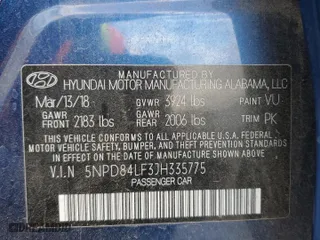 MANUFACTURED BY
HYUNDAI MOTOR MANUFACTURING ALABAMA, LLC
Mar/13/18 GVWR 3924 lbs PAINT VU
GAWR FRONT 2183 lbs GAWR REAR 2006 lbs TRIM PK
THIS VEHICLE CONFORMS TO ALL APPLICABLE
FEDERAL MOTOR VEHICLE SAFETY
BUMPER, AND THEFT PREVENTION STANDARDS
IN EFFECT ON THE DATE OF MANUFACTURE
SHOWN ABOVE.
V.I.N 5NPD84LF3JH335775
PASSENGER CAR